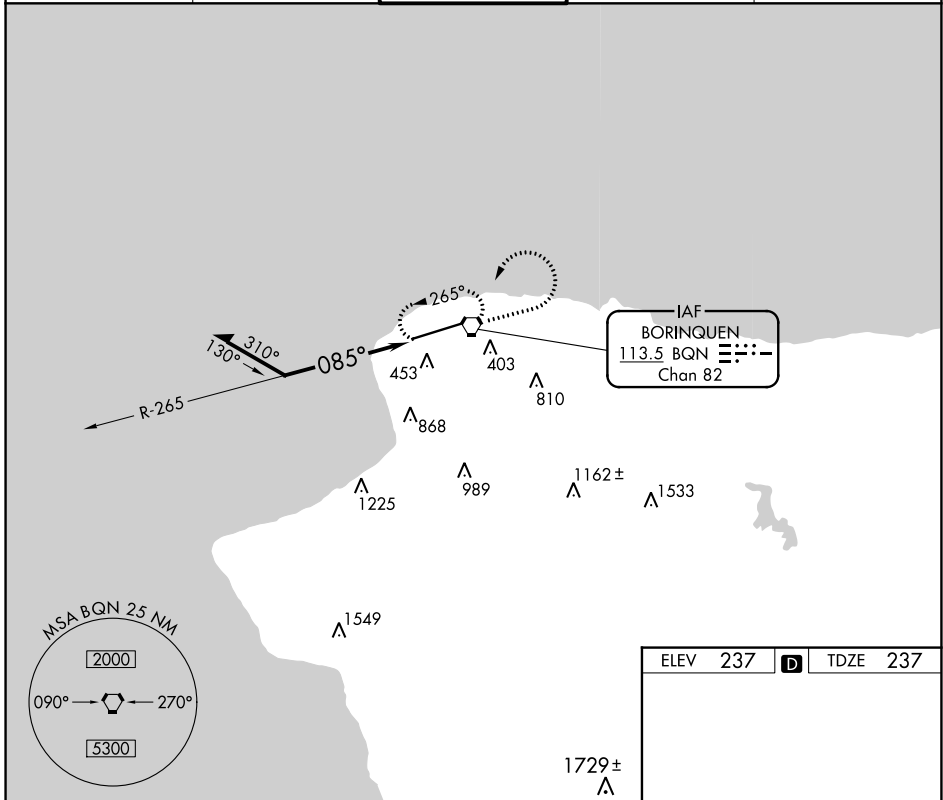 265°
IAF
BORINQUEN
113.5 BQN
Chan 82
310°
130°
085°
453
403
810
R-265
868
1162 ±
989
1533
1225
1549
MSA BQN 25 NM
2000
090°
270°
5300
ELEV 237 D TDZE 237
1729 ±